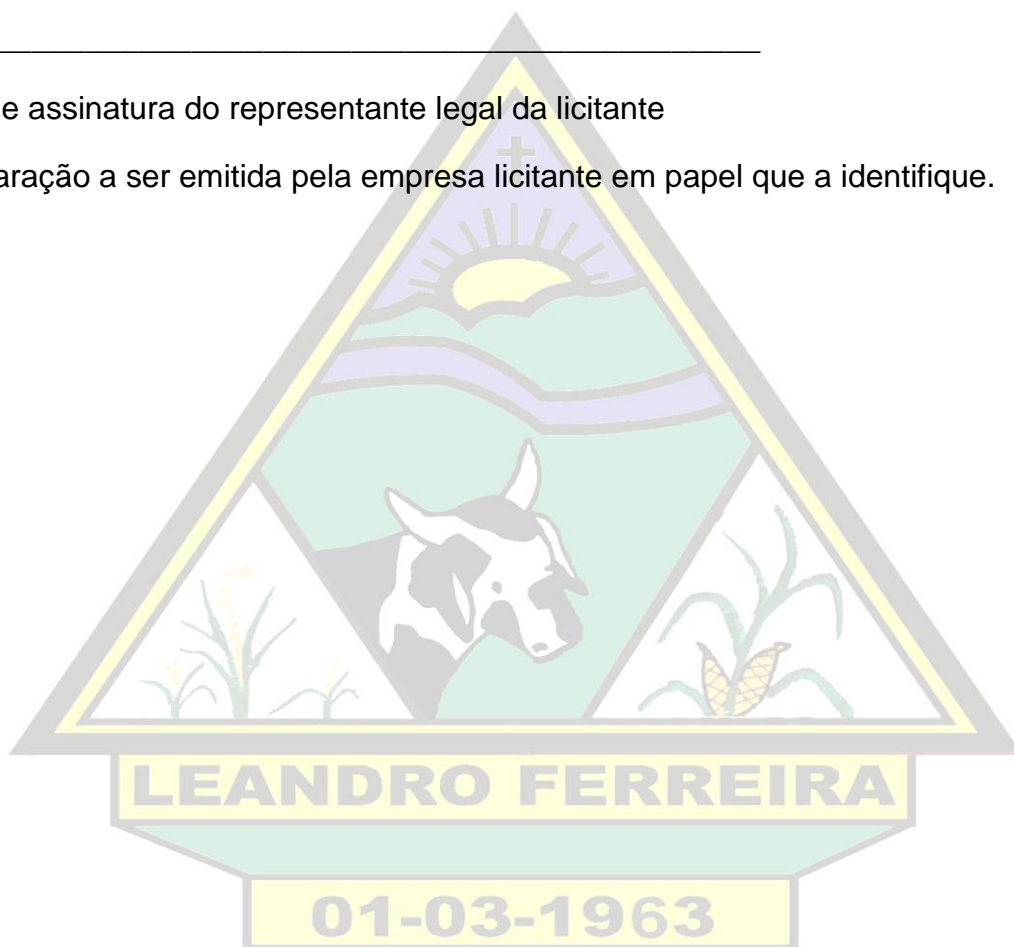 e assinatura do representante legal da licitante
aração a ser emitida pela empresa licitante em papel que a identifique.
LEANDRO FERREIRA
01-03-1963